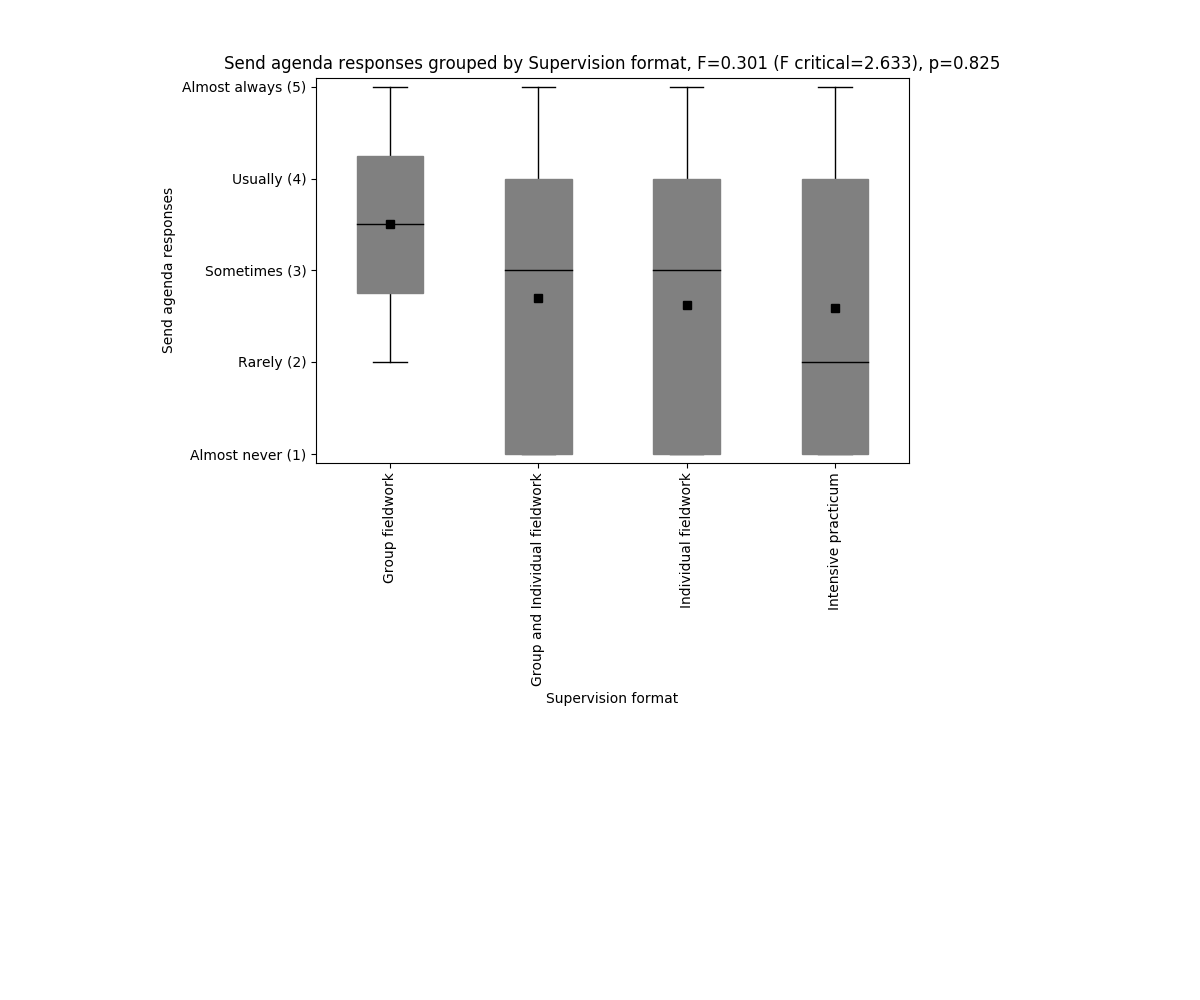 Send agenda responses grouped by Supervision format, F=0.301 (F critical=2.633), p=0.825
Almost always (5)
Usually (4)
Sometimes (3)
Rarely (2)
Almost never (1)
Send agenda responses
Group fieldwork
Group and Individual fieldwork
Individual fieldwork
Intensive practicum
Supervision format